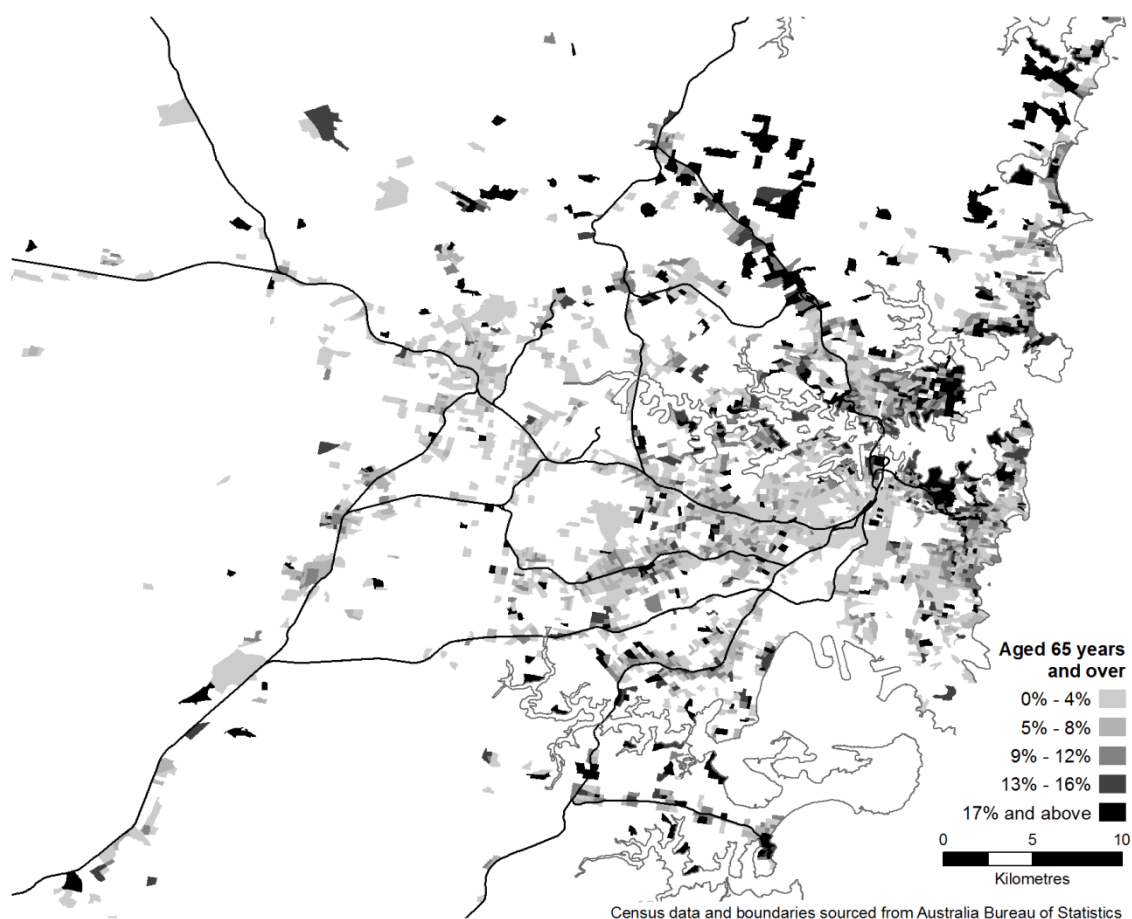 Aged 65 years
and over
0% - 4%
5% - 8%
9% - 12%
13% - 16%
17% and above
0 5 10
Kilometres
Census data and boundaries sourced from Australia Bureau of Statistics